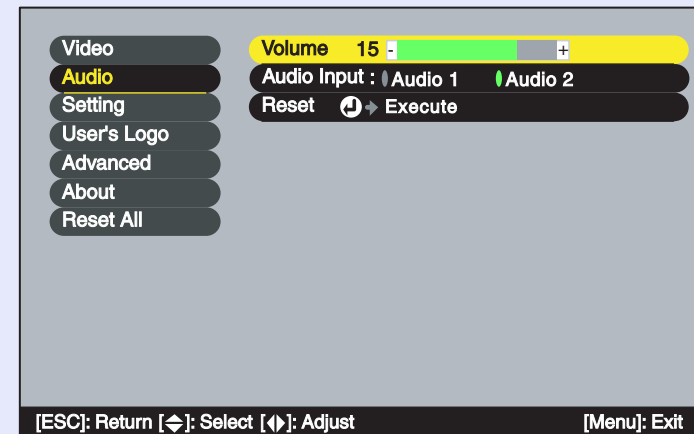 Video
Audio
Setting
User's Logo
Advanced
About
Reset All
Volume 15 - +
Audio Input : Audio 1 Audio 2
Reset Execute
[ESC]: Return [ ]: Select [ ]: Adjust [Menu]: Exit